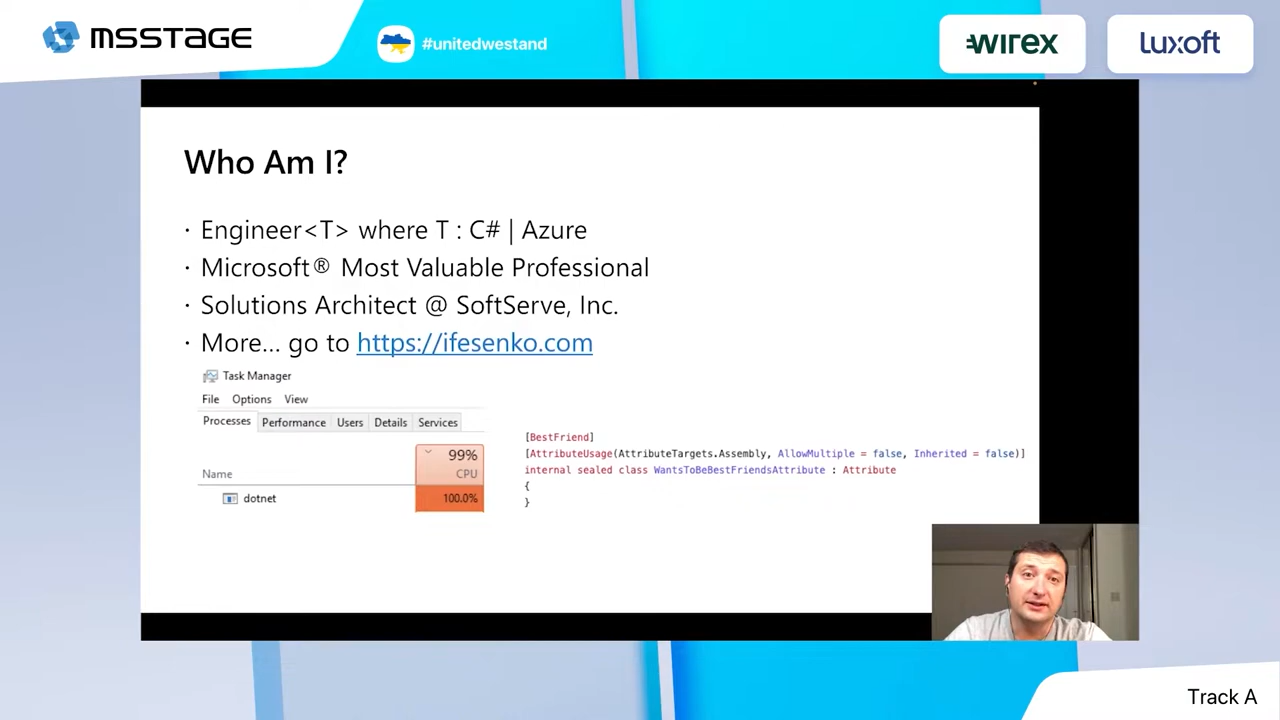 MSSTAGE
#unitedwestand
wirex
luxoft
Who Am I?
· Engineer<T> where T : C# | Azure
· Microsoft® Most Valuable Professional
· Solutions Architect @ SoftServe, Inc.
· More... go to https://ifesenko.com
Task Manager
File Options View
Processes Performance Users Details Services
99%
Name CPU
dotnet 100.0%
[BestFriend]
[AttributeUsage(AttributeTargets.Assembly, AllowMultiple = false, Inherited = false)]
internal sealed class WantsToBeBestFriendsAttribute : Attribute
{
}
Track A